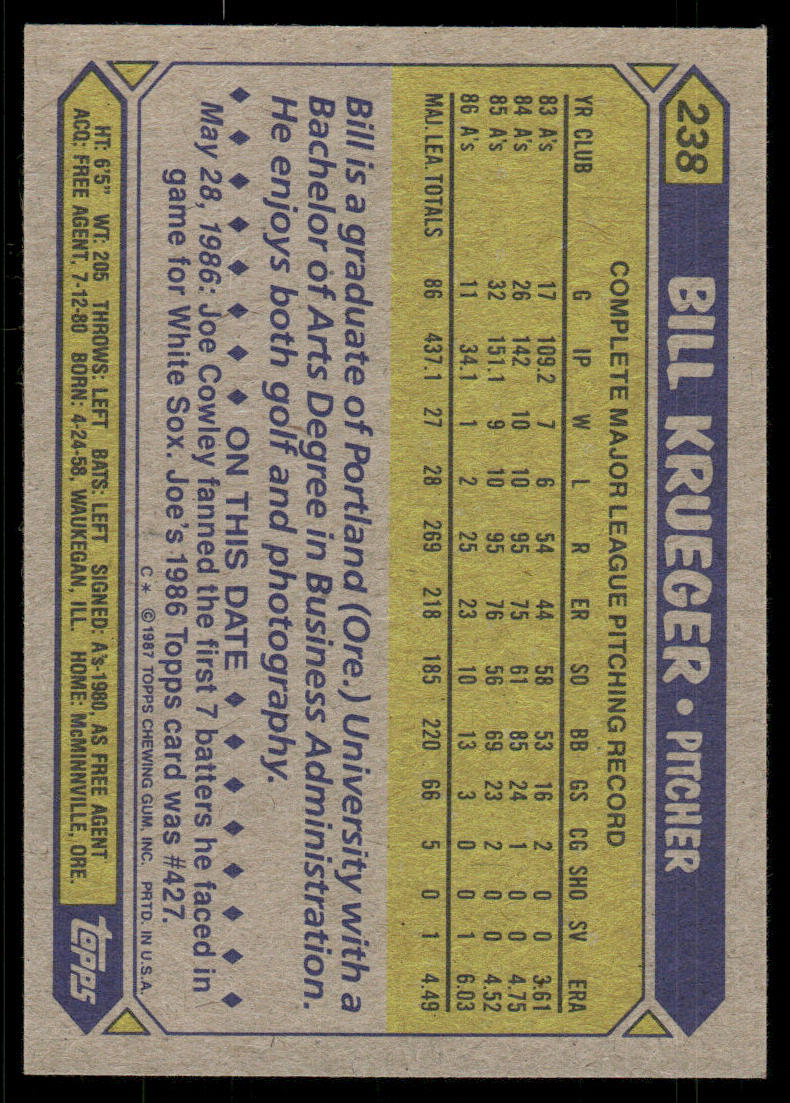 238 BILL KRUEGER • PITCHER
COMPLETE MAJOR LEAGUE PITCHING RECORD
YR CLUB G IP W L R ER SO BB GS CG SHO SV ERA
83 A's 17 109.2 7 6 54 44 58 53 16 2 0 0 3.61
84 A's 26 142 10 10 95 75 61 85 24 1 0 0 4.75
85 A's 32 151.1 9 10 95 76 56 69 23 2 0 0 4.52
86 A's 11 34.1 1 2 25 23 10 13 3 0 0 1 6.03
MAJ. LEA. TOTALS 86 437.1 27 28 269 218 185 220 66 5 0 1 4.49
Bill is a graduate of Portland (Ore.) University with a
Bachelor of Arts Degree in Business Administration.
He enjoys both golf and photography.
◆ ◆ ◆ ◆ ◆ ◆ ◆ ◆ ON THIS DATE ◆ ◆ ◆ ◆ ◆ ◆ ◆ ◆
May 28, 1986: Joe Cowley fanned the first 7 batters he faced in
game for White Sox. Joe's 1986 Topps card was #427.
C* ©1987 TOPPS CHEWING GUM, INC. PRTD. IN U.S.A.
HT: 6'5" WT: 205 THROWS: LEFT BATS: LEFT SIGNED: A's-1980, AS FREE AGENT
ACQ: FREE AGENT, 7-12-80 BORN: 4-24-58, WAUKEGAN, ILL. HOME: McMINNVILLE, ORE.
topps